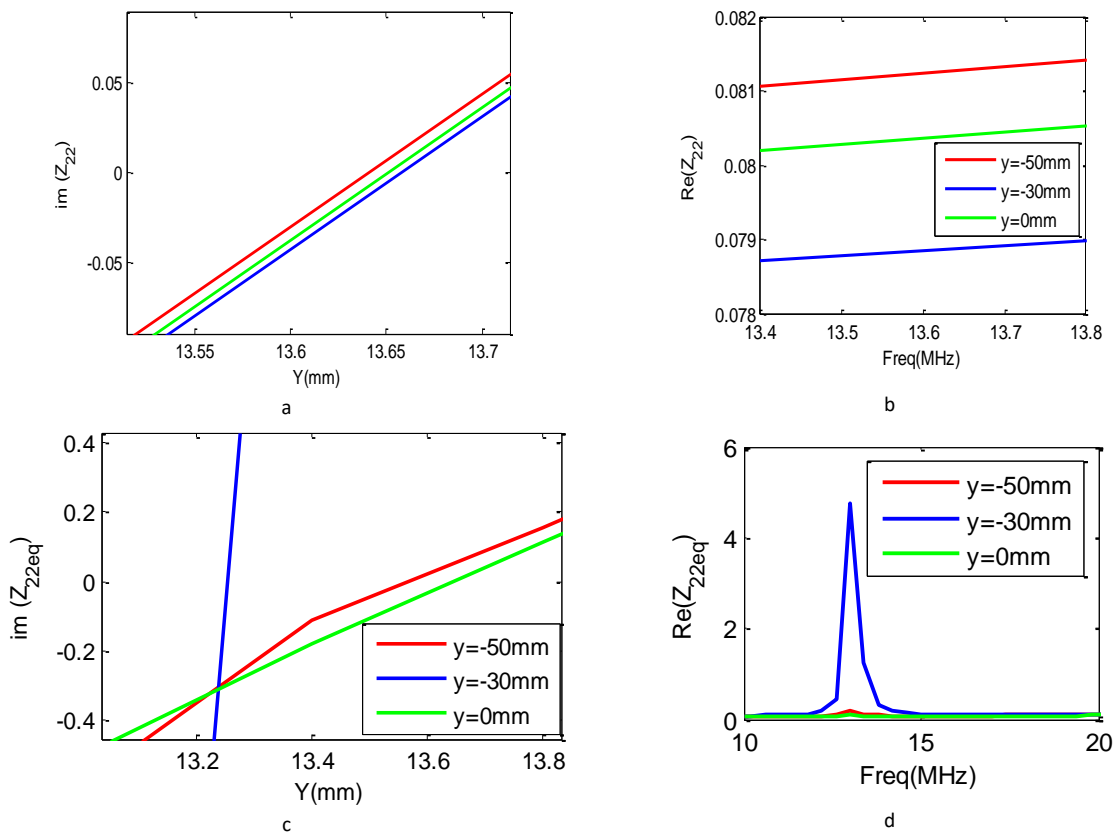 im (Z22)
0.05
0
-0.05
13.55 13.6 13.65 13.7
Y(mm)
a
Re(Z22)
0.082
0.081
0.08
0.079
0.078
y=-50mm
y=-30mm
y=0mm
13.4 13.5 13.6 13.7 13.8
Freq(MHz)
b
im (Z22eq)
0.4
0.2
0
-0.2
-0.4
y=-50mm
y=-30mm
y=0mm
13.2 13.4 13.6 13.8
Y(mm)
c
Re(Z22eq)
6
4
2
0
y=-50mm
y=-30mm
y=0mm
10 15 20
Freq(MHz)
d